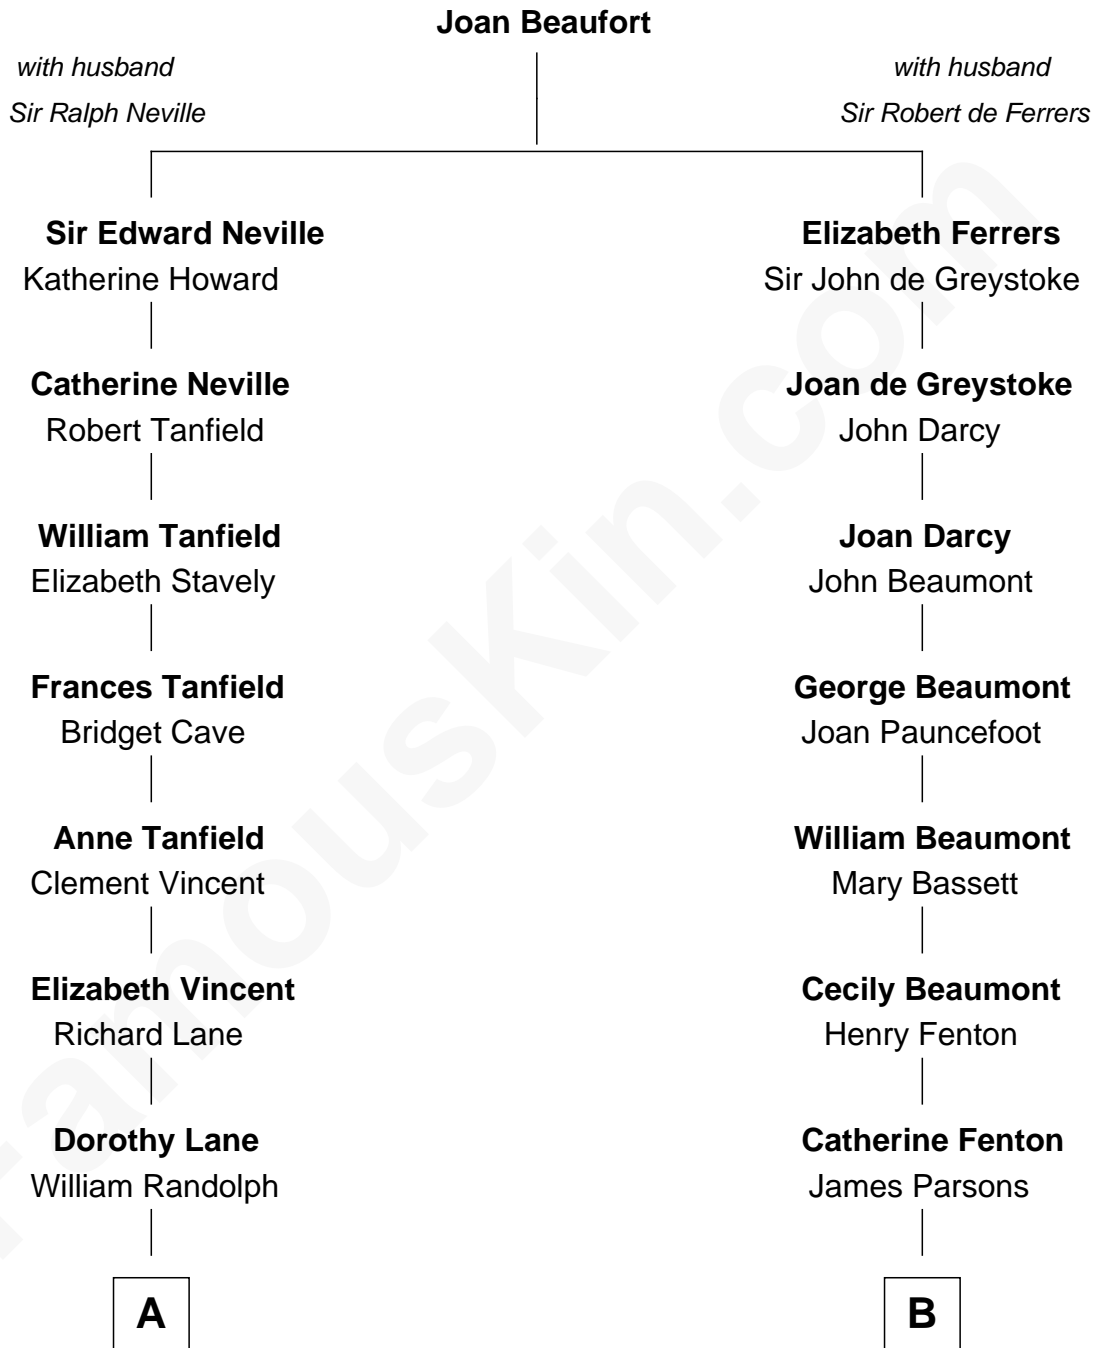 Joan Beaufort
with husband
Sir Ralph Neville
with husband
Sir Robert de Ferrers
Sir Edward Neville
Katherine Howard
Elizabeth Ferrers
Sir John de Greystoke
Catherine Neville
Robert Tanfield
Joan de Greystoke
John Darcy
William Tanfield
Elizabeth Stavely
Joan Darcy
John Beaumont
Frances Tanfield
Bridget Cave
George Beaumont
Joan Pauncefoot
Anne Tanfield
Clement Vincent
William Beaumont
Mary Bassett
Elizabeth Vincent
Richard Lane
Cecily Beaumont
Henry Fenton
Dorothy Lane
William Randolph
Catherine Fenton
James Parsons
A
B
FamousKin.com